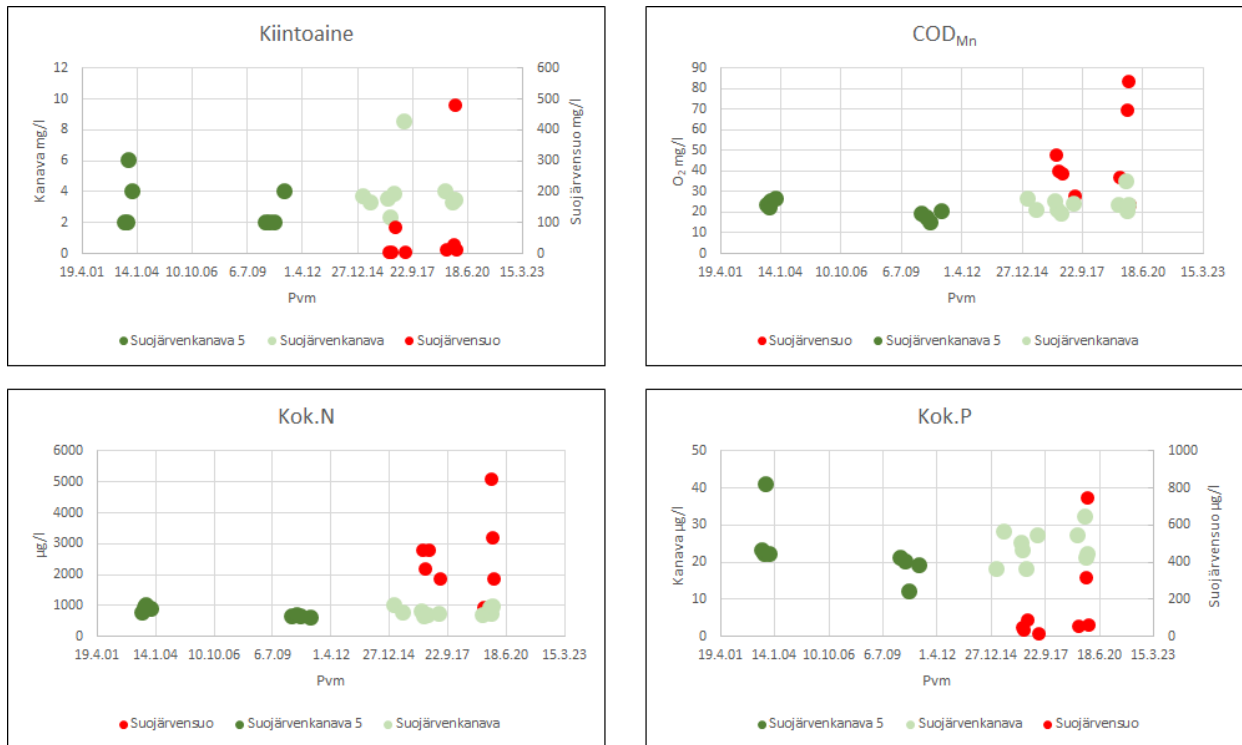 Kiintoaine
12 600
10 500
8 400
6 300
4 200
2 100
0 0
Kanava mg/l
Suojärvensuo mg/l
19.4.01 14.1.04 10.10.06 6.7.09 1.4.12 27.12.14 22.9.17 18.6.20 15.3.23
Pvm
Suojärvenkanava 5 Suojärvenkanava Suojärvensuo
COD_Mn
90
80
70
60
50
40
30
20
10
0
O₂ mg/l
19.4.01 14.1.04 10.10.06 6.7.09 1.4.12 27.12.14 22.9.17 18.6.20 15.3.23
Pvm
Suojärvensuo Suojärvenkanava 5 Suojärvenkanava
Kok.N
6000
5000
4000
3000
2000
1000
0
µg/l
19.4.01 14.1.04 10.10.06 6.7.09 1.4.12 27.12.14 22.9.17 18.6.20 15.3.23
Pvm
Suojärvensuo Suojärvenkanava 5 Suojärvenkanava
Kok.P
50 1000
40 800
30 600
20 400
10 200
0 0
Kanava µg/l
Suojärvensuo µg/l
19.4.01 14.1.04 10.10.06 6.7.09 1.4.12 27.12.14 22.9.17 18.6.20 15.3.23
Pvm
Suojärvenkanava 5 Suojärvenkanava Suojärvensuo